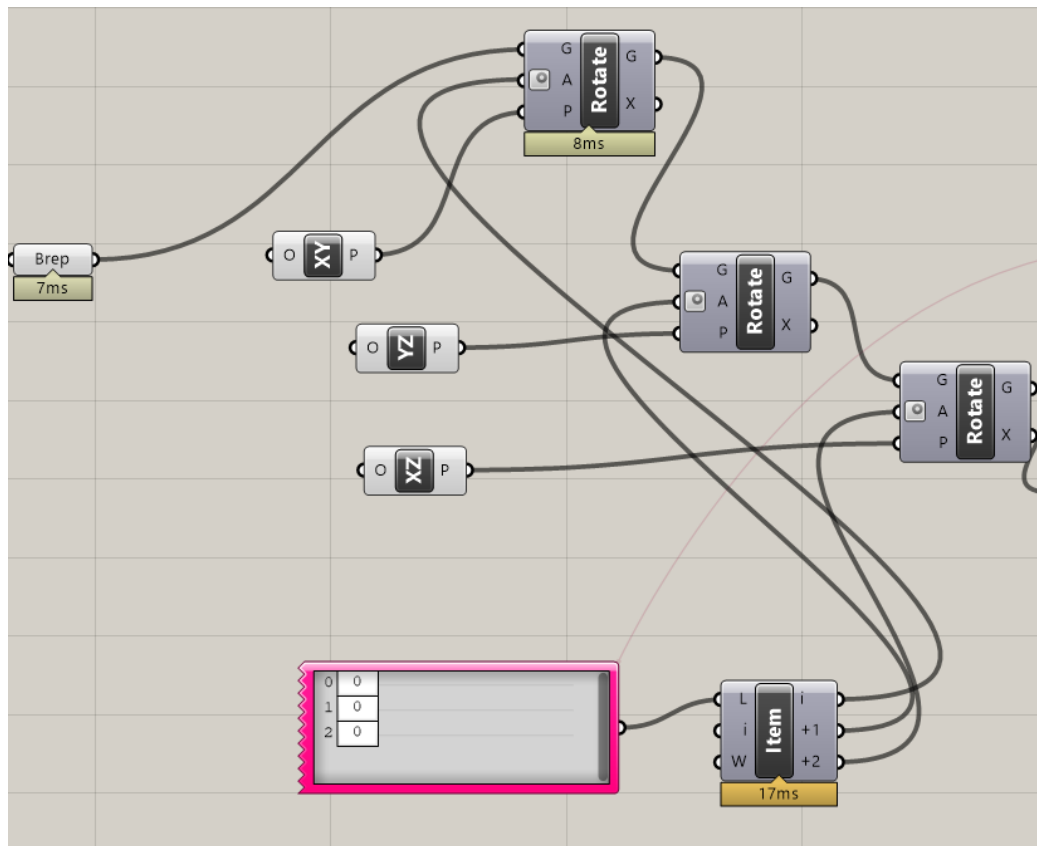 G
A
P
Rotate
G
X
8ms
Brep
7ms
O
XY
P
O
YZ
P
G
A
P
Rotate
G
X
O
XZ
P
G
A
P
Rotate
G
X
0 0
1 0
2 0
L
i
W
Item
i
+1
+2
17ms